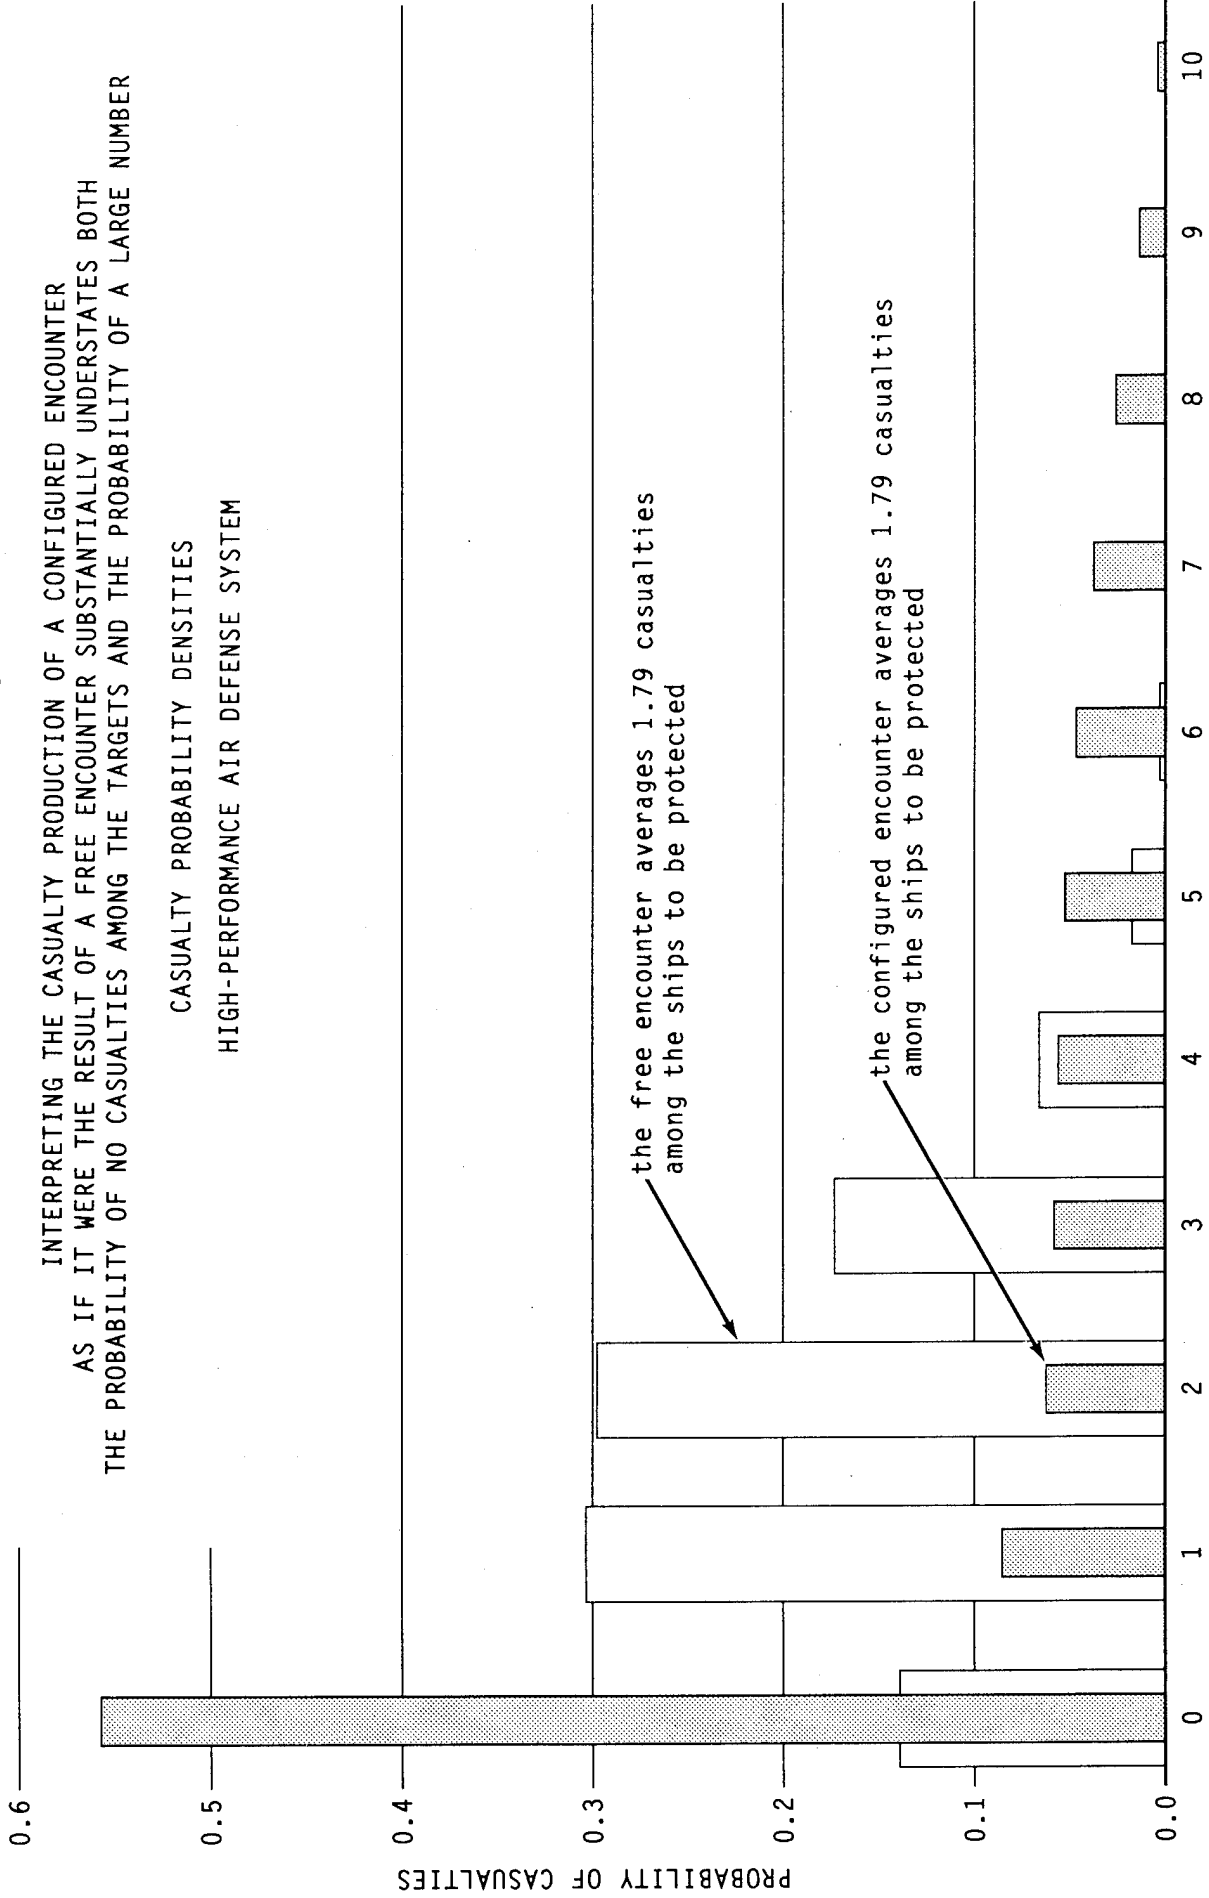 INTERPRETING THE CASUALTY PRODUCTION OF A CONFIGURED ENCOUNTER
AS IF IT WERE THE RESULT OF A FREE ENCOUNTER SUBSTANTIALLY UNDERSTATES BOTH
THE PROBABILITY OF NO CASUALTIES AMONG THE TARGETS AND THE PROBABILITY OF A LARGE NUMBER
CASUALTY PROBABILITY DENSITIES
HIGH-PERFORMANCE AIR DEFENSE SYSTEM
0.6
0.5
0.4
0.3
0.2
0.1
0.0
PROBABILITY OF CASUALTIES
the free encounter averages 1.79 casualties
among the ships to be protected
the configured encounter averages 1.79 casualties
among the ships to be protected
0 1 2 3 4 5 6 7 8 9 10